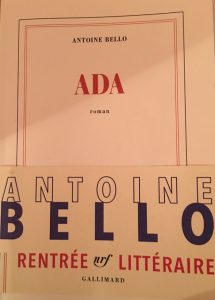 ANTOINE BELLO
ADA
roman
ANTOINE
BELLO
RENTRÉE nrf LITTÉRAIRE
GALLIMARD